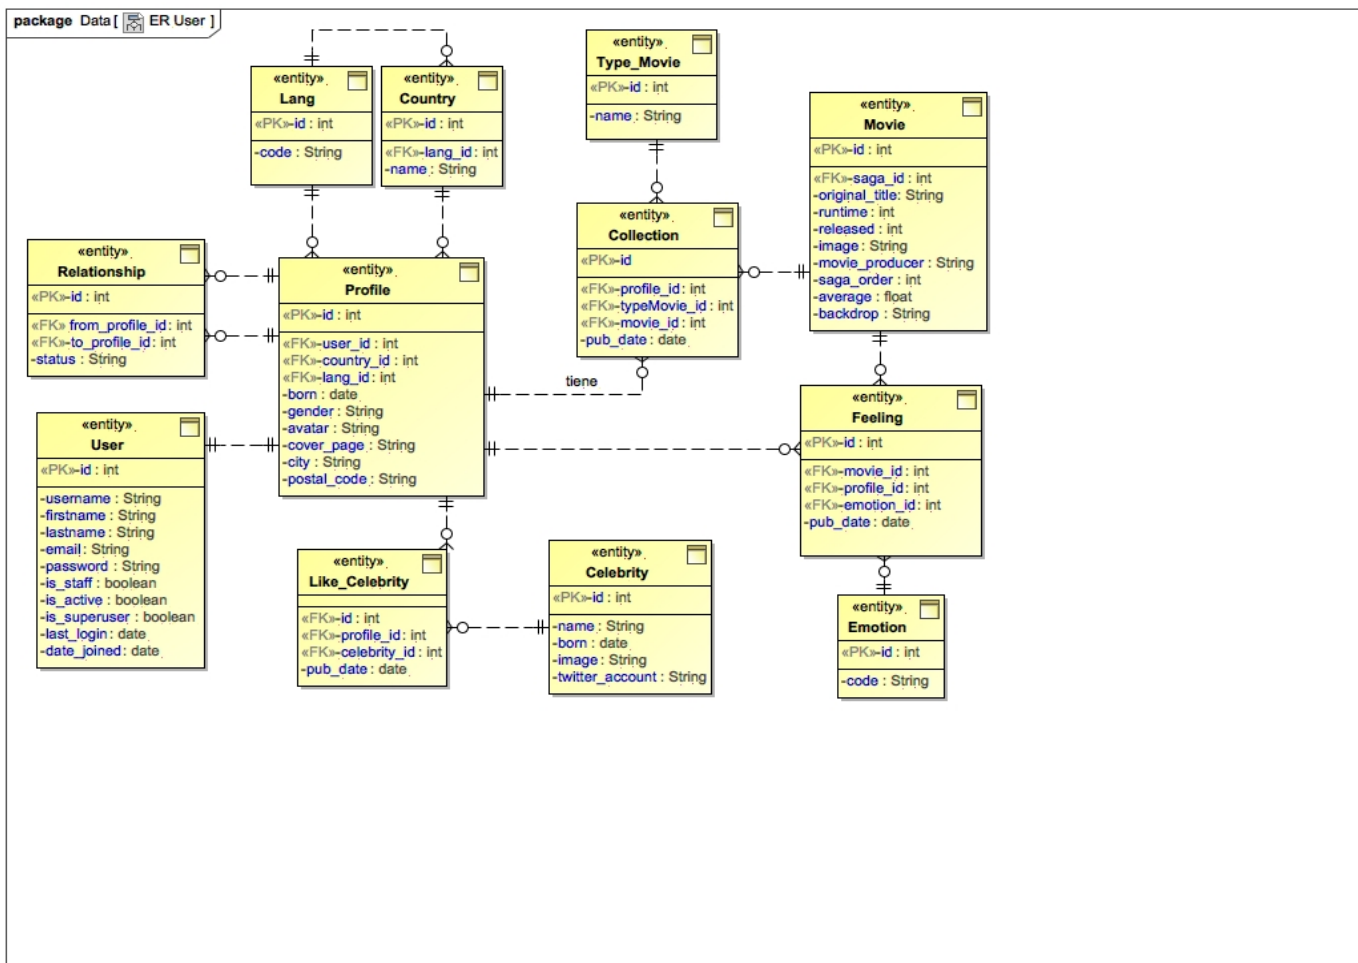 package Data [ ER User ]
«entity»
Lang
«PK»-id : int
-code : String
«entity»
Country
«PK»-id : int
«FK»-lang_id : int
-name : String
«entity»
Type_Movie
«PK»-id : int
-name : String
«entity»
Movie
«PK»-id : int
«FK»-saga_id : int
-original_title : String
-runtime : int
-released : int
-image : String
-movie_producer : String
-saga_order : int
-average : float
-backdrop : String
«entity»
Collection
«PK»-id
«FK»-profile_id : int
«FK»-typeMovie_id : int
«FK»-movie_id : int
-pub_date : date
«entity»
Relationship
«PK»-id : int
«FK» from_profile_id : int
«FK»-to_profile_id : int
-status : String
«entity»
Profile
«PK»-id : int
«FK»-user_id : int
«FK»-country_id : int
«FK»-lang_id : int
-born : date
-gender : String
-avatar : String
-cover_page : String
-city : String
-postal_code : String
tiene
«entity»
User
«PK»-id : int
-username : String
-firstname : String
-lastname : String
-email : String
-password : String
-is_staff : boolean
-is_active : boolean
-is_superuser : boolean
-last_login : date
-date_joined : date
«entity»
Feeling
«PK»-id : int
«FK»-movie_id : int
«FK»-profile_id : int
«FK»-emotion_id : int
-pub_date : date
«entity»
Like_Celebrity
«FK»-id : int
«FK»-profile_id : int
«FK»-celebrity_id : int
-pub_date : date
«entity»
Celebrity
«PK»-id : int
-name : String
-born : date
-image : String
-twitter_account : String
«entity»
Emotion
«PK»-id : int
-code : String